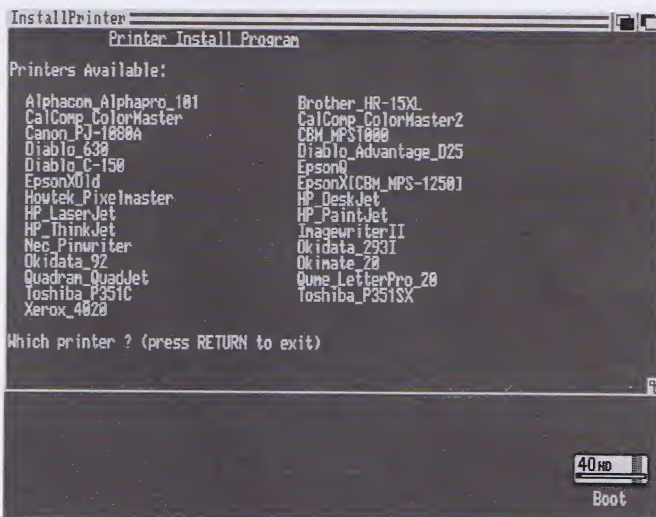 InstallPrinter
Printer Install Program
Printers Available:
Alphacom_Alphapro_101 Brother_HR-15XL
CalComp_ColorMaster CalComp_ColorMaster2
Canon_PJ-1080A CBM_MPS1000
Diablo_630 Diablo_Advantage_D25
Diablo_C-150 EpsonQ
EpsonXOld EpsonX[CBM_MPS-1250]
Howtek_Pixelmaster HP_DeskJet
HP_LaserJet HP_PaintJet
HP_ThinkJet ImagewriterII
Nec_Pinwriter Okidata_293I
Okidata_92 Okimate_20
Quadram_QuadJet Qume_LetterPro_20
Toshiba_P351C Toshiba_P351SX
Xerox_4020
Which printer ? (press RETURN to exit)
40 HD
Boot